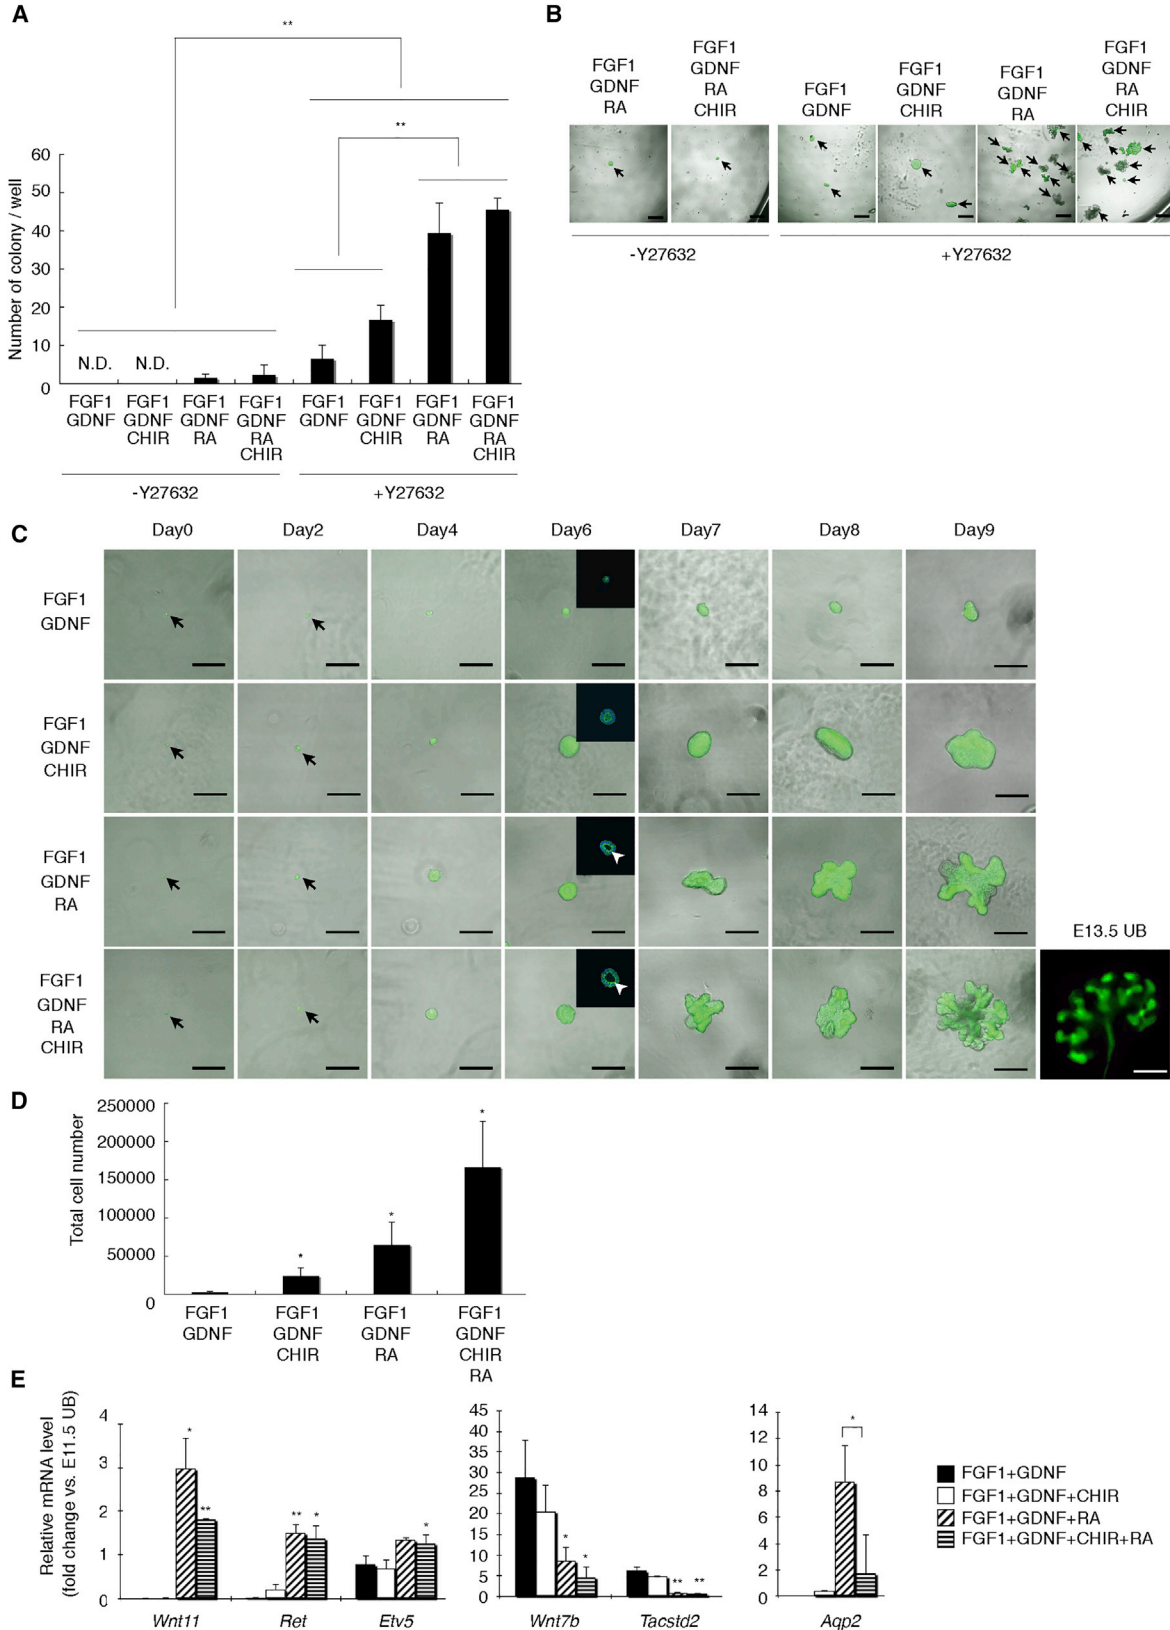 A
**
**
Number of colony / well
60
50
40
30
20
10
0
N.D.
N.D.
FGF1
GDNF
FGF1
GDNF
CHIR
FGF1
GDNF
RA
FGF1
GDNF
RA
CHIR
FGF1
GDNF
FGF1
GDNF
CHIR
FGF1
GDNF
RA
FGF1
GDNF
RA
CHIR
-Y27632
+Y27632
B
FGF1
GDNF
RA
FGF1
GDNF
RA
CHIR
FGF1
GDNF
FGF1
GDNF
CHIR
FGF1
GDNF
RA
FGF1
GDNF
RA
CHIR
-Y27632
+Y27632
C
Day0
Day2
Day4
Day6
Day7
Day8
Day9
FGF1
GDNF
FGF1
GDNF
CHIR
FGF1
GDNF
RA
FGF1
GDNF
RA
CHIR
E13.5 UB
D
Total cell number
250000
200000
150000
100000
50000
0
*
*
*
FGF1
GDNF
FGF1
GDNF
CHIR
FGF1
GDNF
RA
FGF1
GDNF
CHIR
RA
E
Relative mRNA level
(fold change vs. E11.5 UB)
4
3
2
1
0
*
**
**
*
*
Wnt11
Ret
Etv5
45
40
35
30
25
20
15
10
5
0
*
*
**
**
Wnt7b
Tacstd2
14
12
10
8
6
4
2
0
*
Aqp2
FGF1+GDNF
FGF1+GDNF+CHIR
FGF1+GDNF+RA
FGF1+GDNF+CHIR+RA